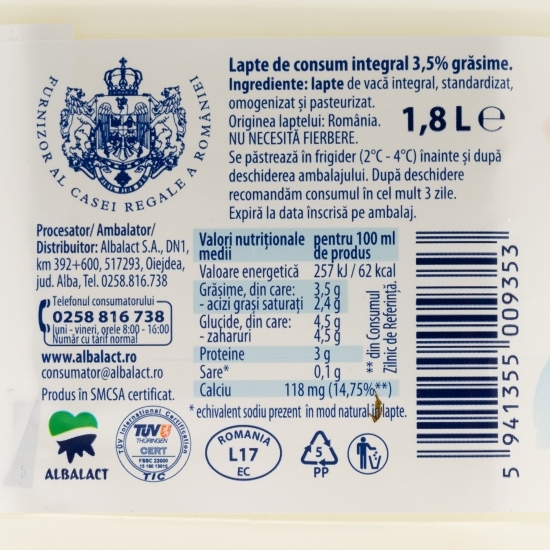 FURNIZOR AL CASEI REGALE A ROMÂNIEI
Lapte de consum integral 3,5% grăsime.
Ingrediente: lapte de vacă integral, standardizat,
omogenizat și pasteurizat.
Originea laptelui: România.
NU NECESITĂ FIERBERE.
1,8 L e
Se păstrează în frigider (2°C - 4°C) înainte și după
deschiderea ambalajului. După deschidere
recomandăm consumul în cel mult 3 zile.
Expiră la data înscrisă pe ambalaj.
Procesator/ Ambalator/
Distribuitor: Albalact S.A., DN1,
km 392+600, 517293, Oiejdea,
jud. Alba, Tel. 0258.816.738
Telefonul consumatorului
0258 816 738
luni - vineri, orele 8:00 - 16:00
Număr cu tarif normal
www.albalact.ro
consumator@albalact.ro
Produs în SMCSA certificat.
Valori nutriționale medii pentru 100 ml de produs
Valoare energetică 257 kJ / 62 kcal
Grăsime, din care: 3,5 g
- acizi grași saturați 2,4 g
Glucide, din care: 4,5 g
- zaharuri 4,5 g
Proteine 3 g
Sare* 0,1 g
Calciu 118 mg (14,75%**)
** din Consumul
Zilnic de Referință.
* echivalent sodiu prezent în mod natural în lapte.
ALBALACT
TÜV International Certification
TÜV
THÜRINGEN
CERT
FSSC 22000
TIC
ROMANIA
L17
EC
5
PP
5 941355 009353